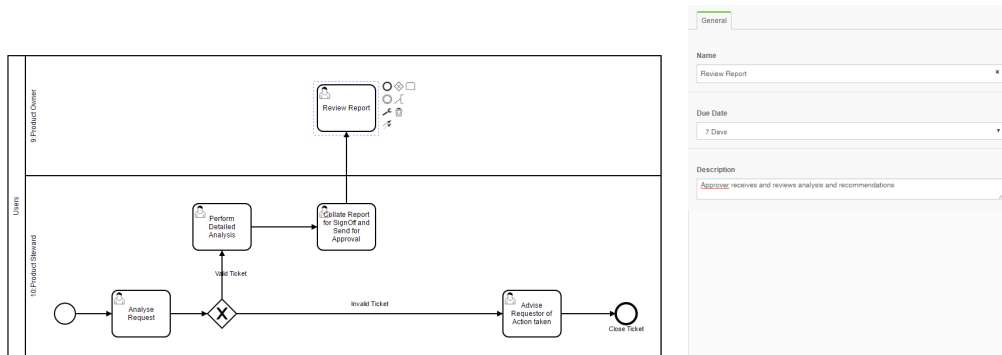 Users
9:Product Owner
Review Report
10:Product Steward
Perform
Detailed
Analysis
Collate Report
for SignOff and
Send for
Approval
Valid Ticket
Analyse
Request
X
Invalid Ticket
Advise
Requestor of
Action taken
Close Ticket
General
Name
Review Report
x
Due Date
7 Days
Description
Approver receives and reviews analysis and recommendations